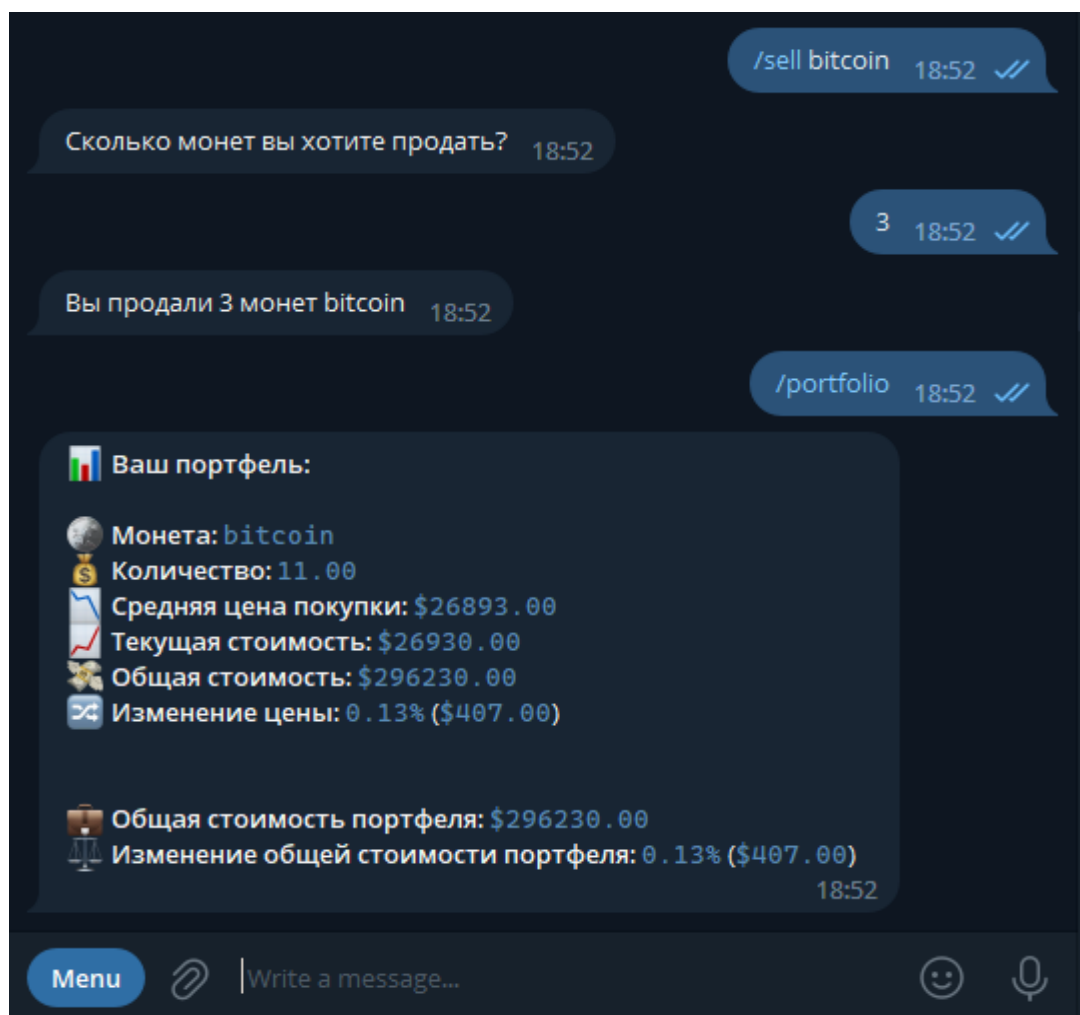 /sell bitcoin 18:52
Сколько монет вы хотите продать? 18:52
3 18:52
Вы продали 3 монет bitcoin 18:52
/portfolio 18:52
Ваш портфель:
Монета: bitcoin
Количество: 11.00
Средняя цена покупки: $26893.00
Текущая стоимость: $26930.00
Общая стоимость: $296230.00
Изменение цены: 0.13% ($407.00)
Общая стоимость портфеля: $296230.00
Изменение общей стоимости портфеля: 0.13% ($407.00)
18:52
Menu Write a message...